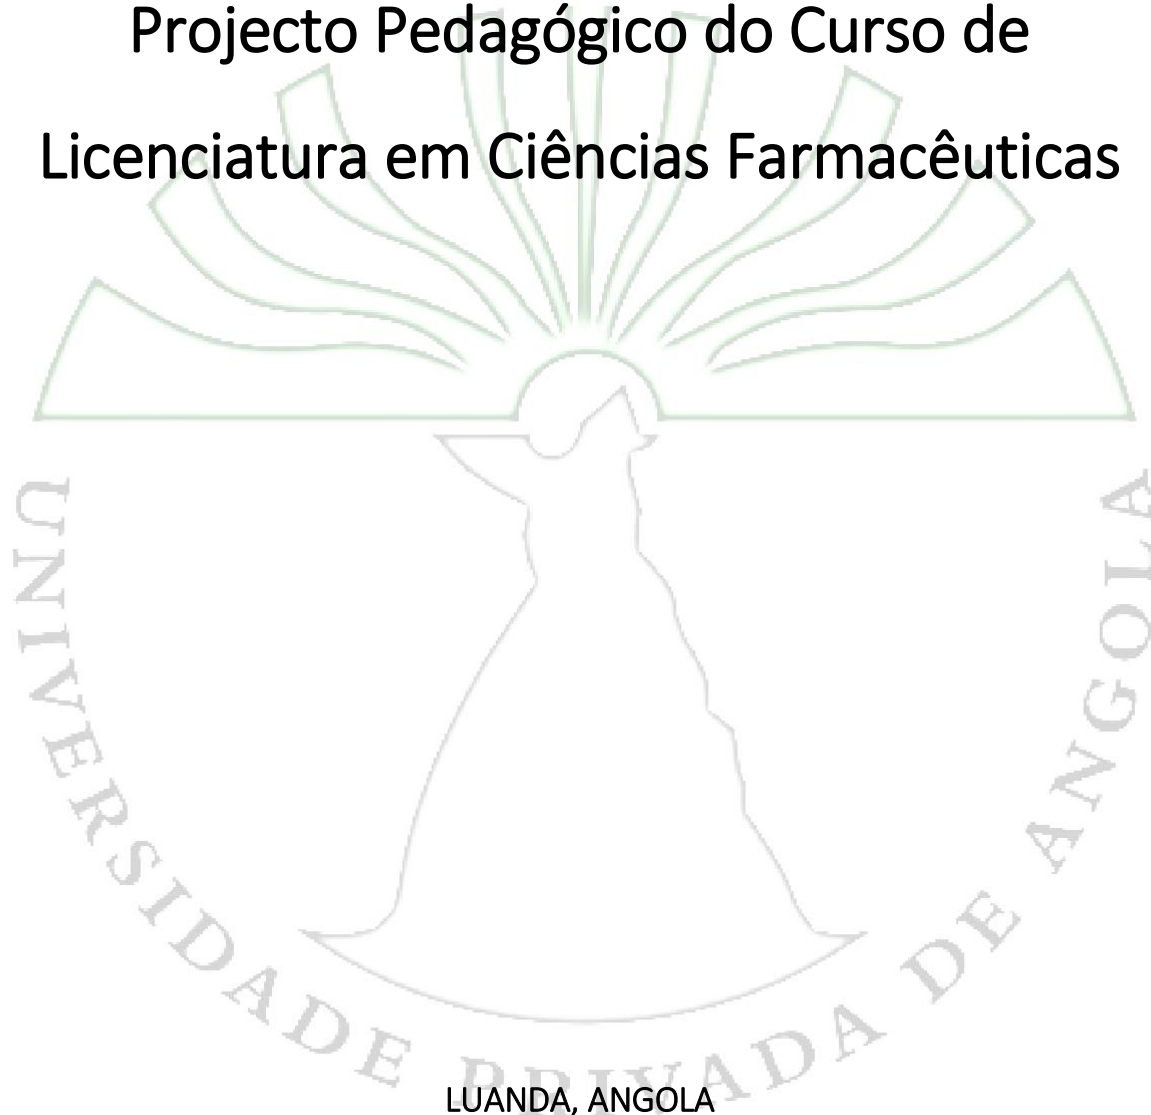 Projecto Pedagógico do Curso de
Licenciatura em Ciências Farmacêuticas
UNIVERSIDADE PRIVADA DE ANGOLA
LUANDA, ANGOLA